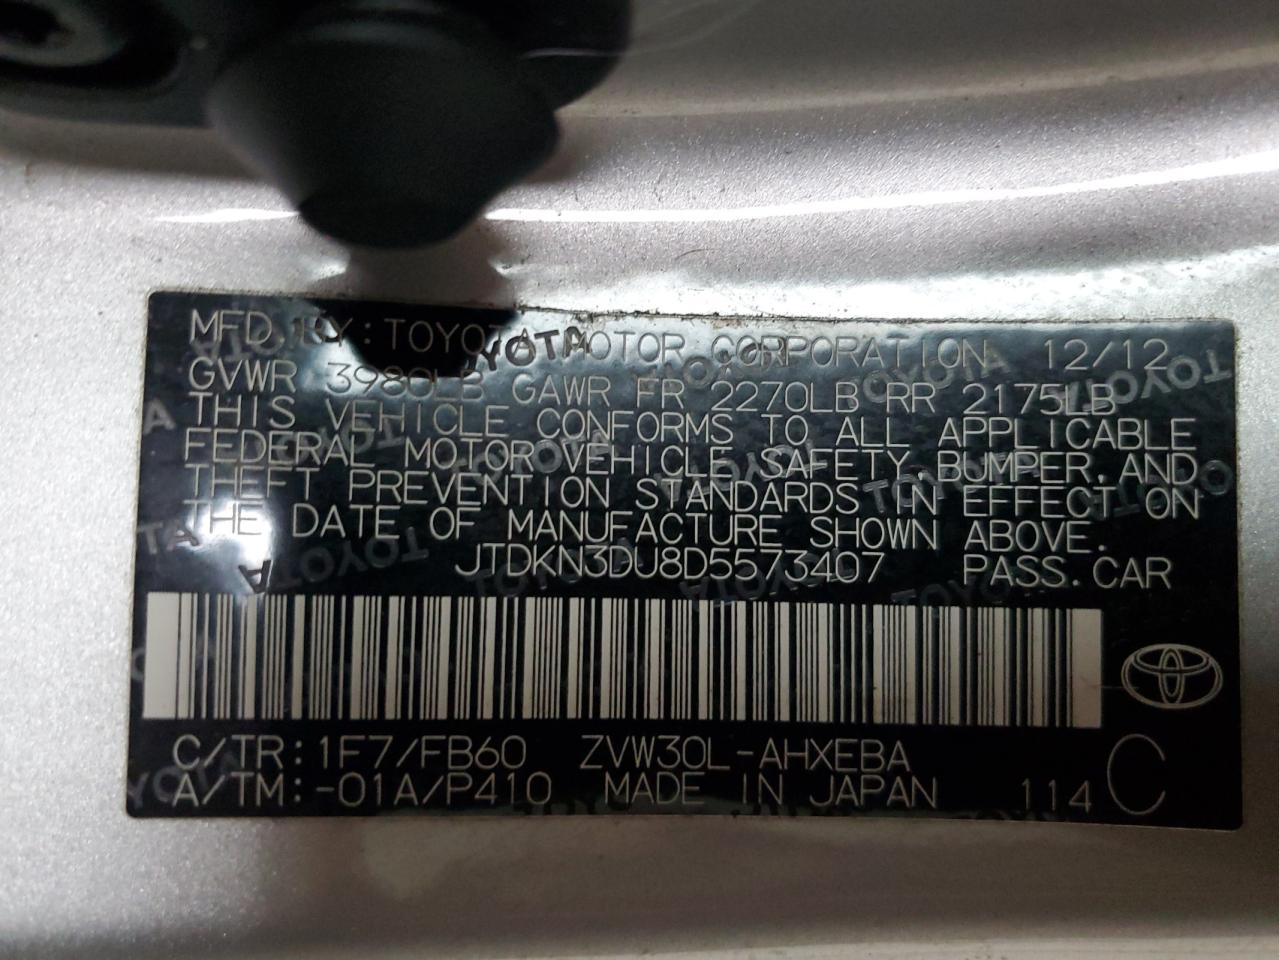 MFD. BY: TOYOTA MOTOR CORPORATION 12/12
GVWR 3980LB GAWR FR 2270LB RR 2175LB
THIS VEHICLE CONFORMS TO ALL APPLICABLE
FEDERAL MOTOR VEHICLE SAFETY, BUMPER, AND
THEFT PREVENTION STANDARDS IN EFFECT ON
THE DATE OF MANUFACTURE SHOWN ABOVE.
JTDKN3DU8D5573407 PASS. CAR
C/TR: 1F7/FB60 ZVW30L-AHXEBA
A/TM: -01A/P410 MADE IN JAPAN 114 C